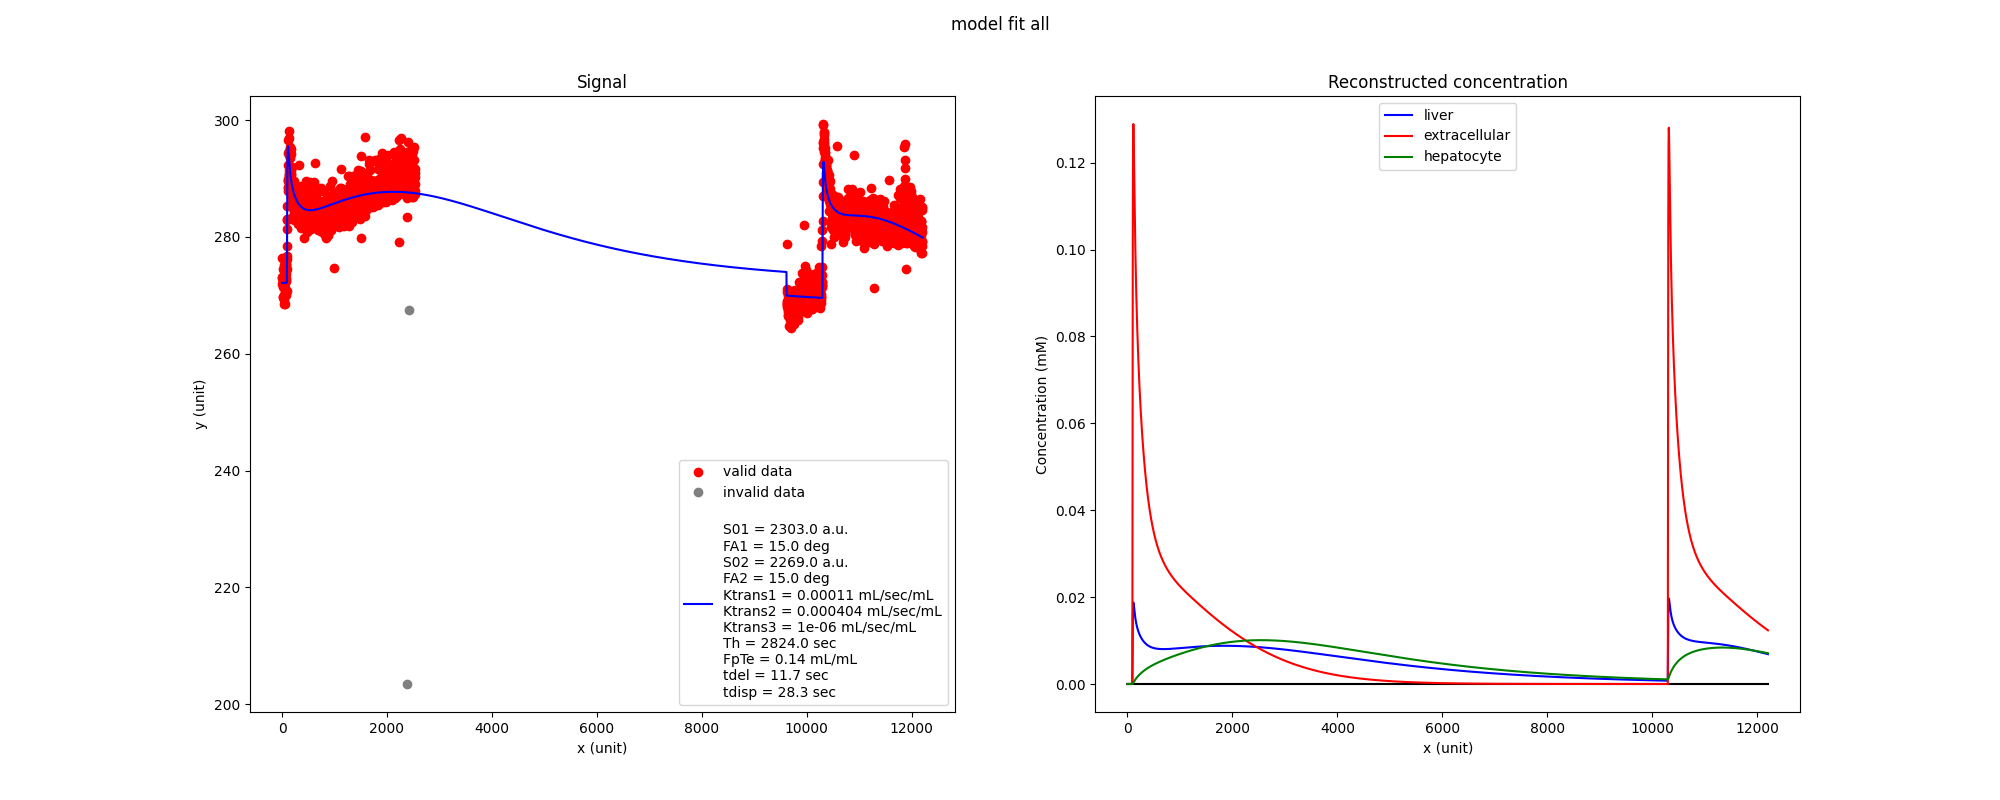 model fit all
Signal
300
280
260
240
220
200
y (unit)
0
2000
4000
6000
8000
10000
12000
x (unit)
valid data
invalid data
S01 = 2303.0 a.u.
FA1 = 15.0 deg
S02 = 2269.0 a.u.
FA2 = 15.0 deg
Ktrans1 = 0.00011 mL/sec/mL
Ktrans2 = 0.000404 mL/sec/mL
Ktrans3 = 1e-06 mL/sec/mL
Th = 2824.0 sec
FpTe = 0.14 mL/mL
tdel = 11.7 sec
tdisp = 28.3 sec
Reconstructed concentration
liver
extracellular
hepatocyte
0.12
0.10
0.08
0.06
0.04
0.02
0.00
Concentration (mM)
0
2000
4000
6000
8000
10000
12000
x (unit)